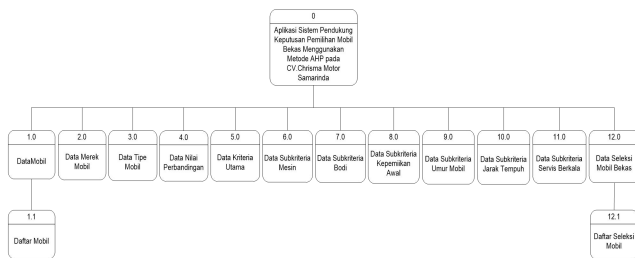 0
Aplikasi Sistem Pendukung
Keputusan Pemilihan Mobil
Bekas Menggunakan
Metode AHP pada
CV.Chrisma Motor
Samarinda
1.0
DataMobil
2.0
Data Merek
Mobil
3.0
Data Tipe
Mobil
4.0
Data Nilai
Perbandingan
5.0
Data Kriteria
Utama
6.0
Data Subkriteria
Mesin
7.0
Data Subkriteria
Bodi
8.0
Data Subkriteria
Kepemiikan
Awal
9.0
Data Subkriteria
Umur Mobil
10.0
Data Subkriteria
Jarak Tempuh
11.0
Data Subkriteria
Servis Berkala
12.0
Data Seleksi
Mobil Bekas
1.1
Daftar Mobil
12.1
Daftar Seleksi
Mobil